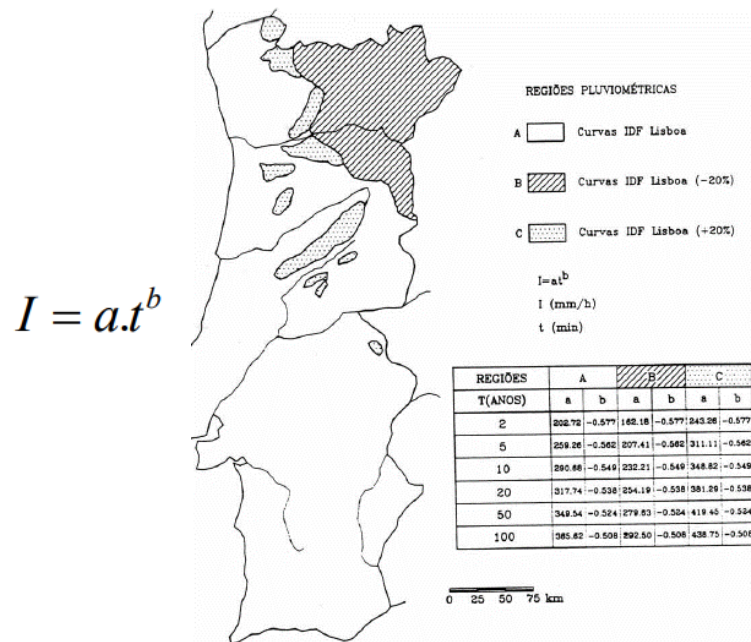 I = a.t^b
REGIÕES PLUVIOMÉTRICAS
A Curvas IDF Lisboa
B Curvas IDF Lisboa (-20%)
C Curvas IDF Lisboa (+20%)
I=at^b
I (mm/h)
t (min)
REGIÕES A B C
T(ANOS) a b a b a b
2 202.72 -0.577 162.18 -0.577 243.26 -0.577
5 259.26 -0.562 207.41 -0.562 311.11 -0.562
10 290.68 -0.549 232.21 -0.549 348.82 -0.549
20 317.74 -0.538 254.19 -0.538 381.29 -0.538
50 349.54 -0.524 279.63 -0.524 419.45 -0.524
100 365.62 -0.508 292.50 -0.508 438.75 -0.508
0 25 50 75 km